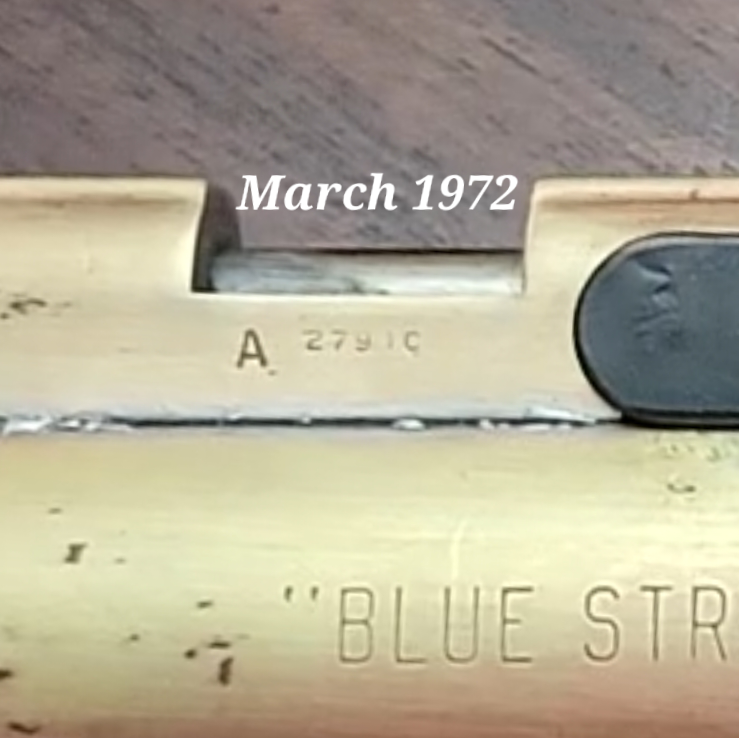 March 1972
A 2791C
"BLUE STR